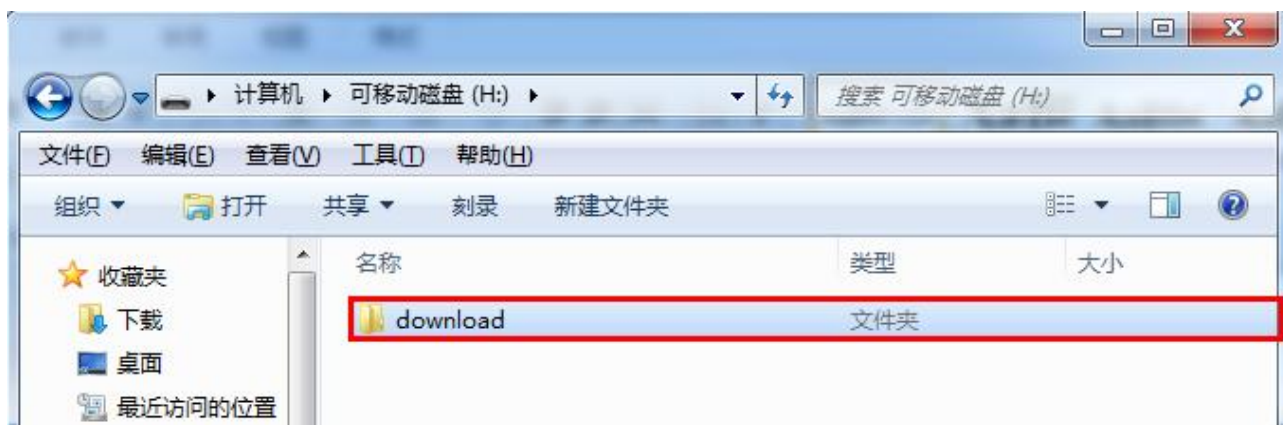 计算机 可移动磁盘 (H:) 搜索 可移动磁盘 (H:)
文件(F) 编辑(E) 查看(V) 工具(T) 帮助(H)
组织 打开 共享 刻录 新建文件夹
名称 类型 大小
收藏夹
download 文件夹
下载
桌面
最近访问的位置